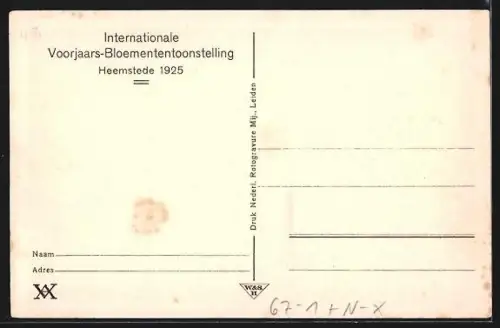 Internationale
Voorjaars-Bloemententoonstelling
Heemstede 1925
Druk Nederl. Rotogravure Mij., Leiden
Naam
Adres
W&S
H
67-1+N-X